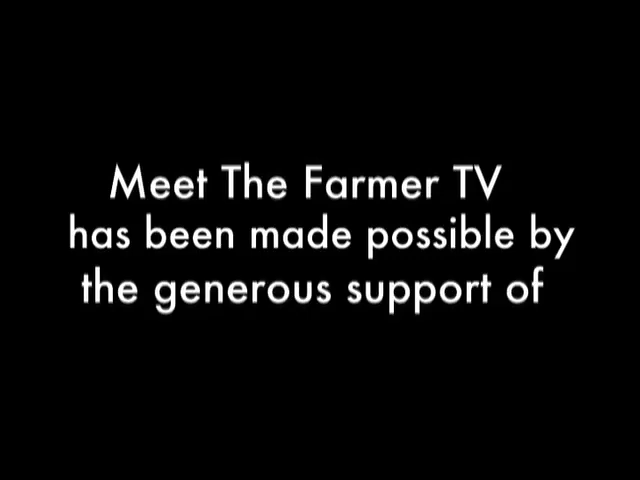 Meet The Farmer TV
has been made possible by
the generous support of